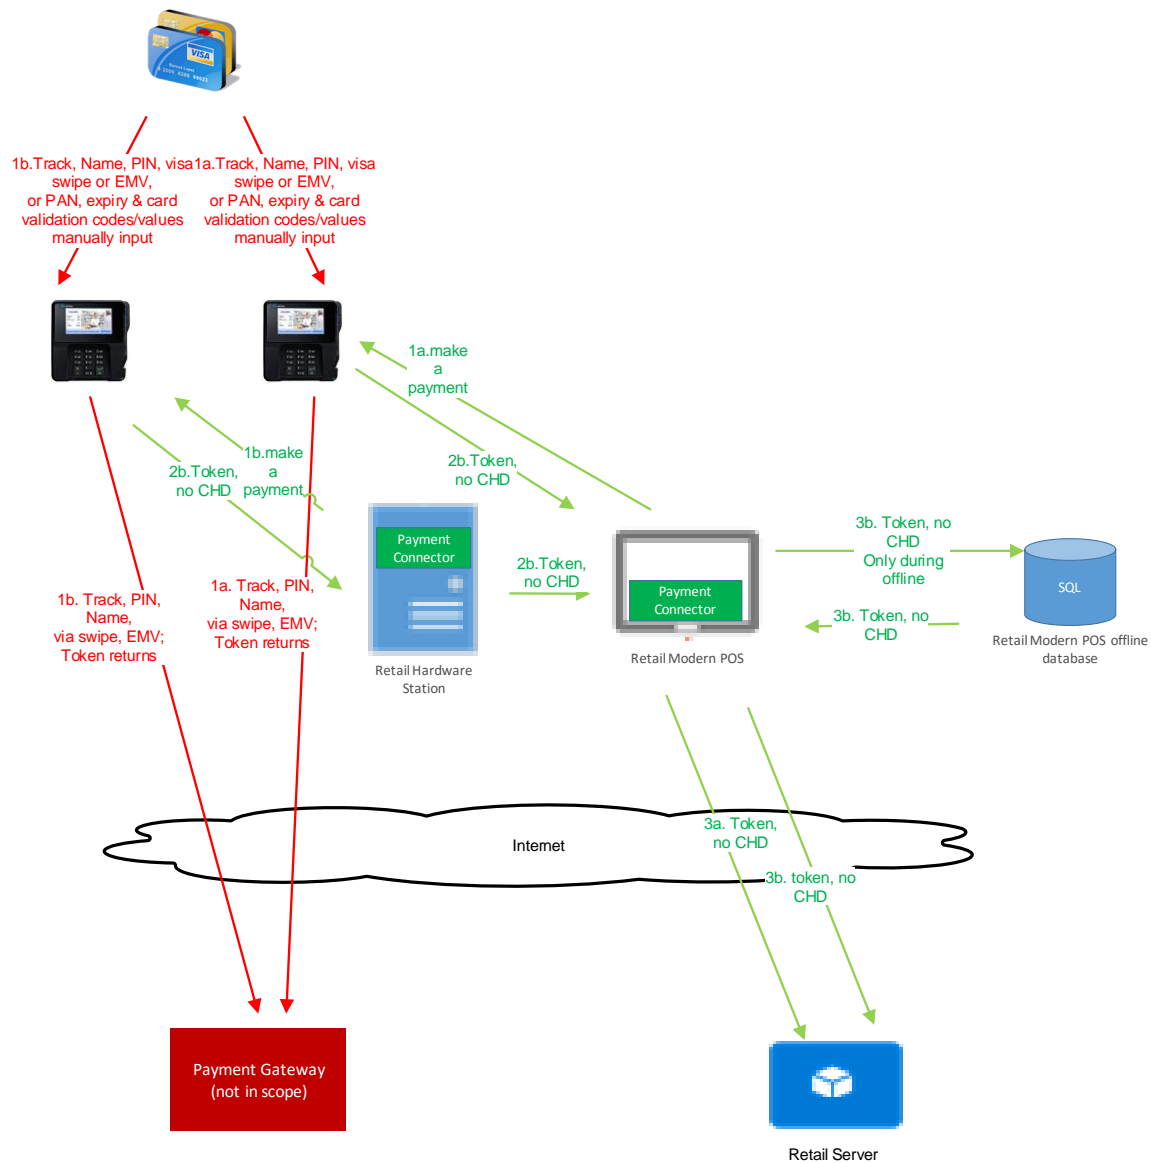 VISA
1b.Track, Name, PIN, visa
swipe or EMV,
or PAN, expiry & card
validation codes/values
manually input
1a.Track, Name, PIN, visa
swipe or EMV,
or PAN, expiry & card
validation codes/values
manually input
1a.make
a
payment
1b.make
a
payment
2b.Token,
no CHD
2b.Token,
no CHD
Payment
Connector
Retail Hardware
Station
2b.Token,
no CHD
Payment
Connector
Retail Modern POS
3b. Token, no
CHD
Only during
offline
3b. Token, no
CHD
SQL
Retail Modern POS offline
database
1b. Track, PIN,
Name,
via swipe, EMV;
Token returns
1a. Track, PIN,
Name,
via swipe, EMV;
Token returns
Internet
3a. Token,
no CHD
3b. token, no
CHD
Payment Gateway
(not in scope)
Retail Server